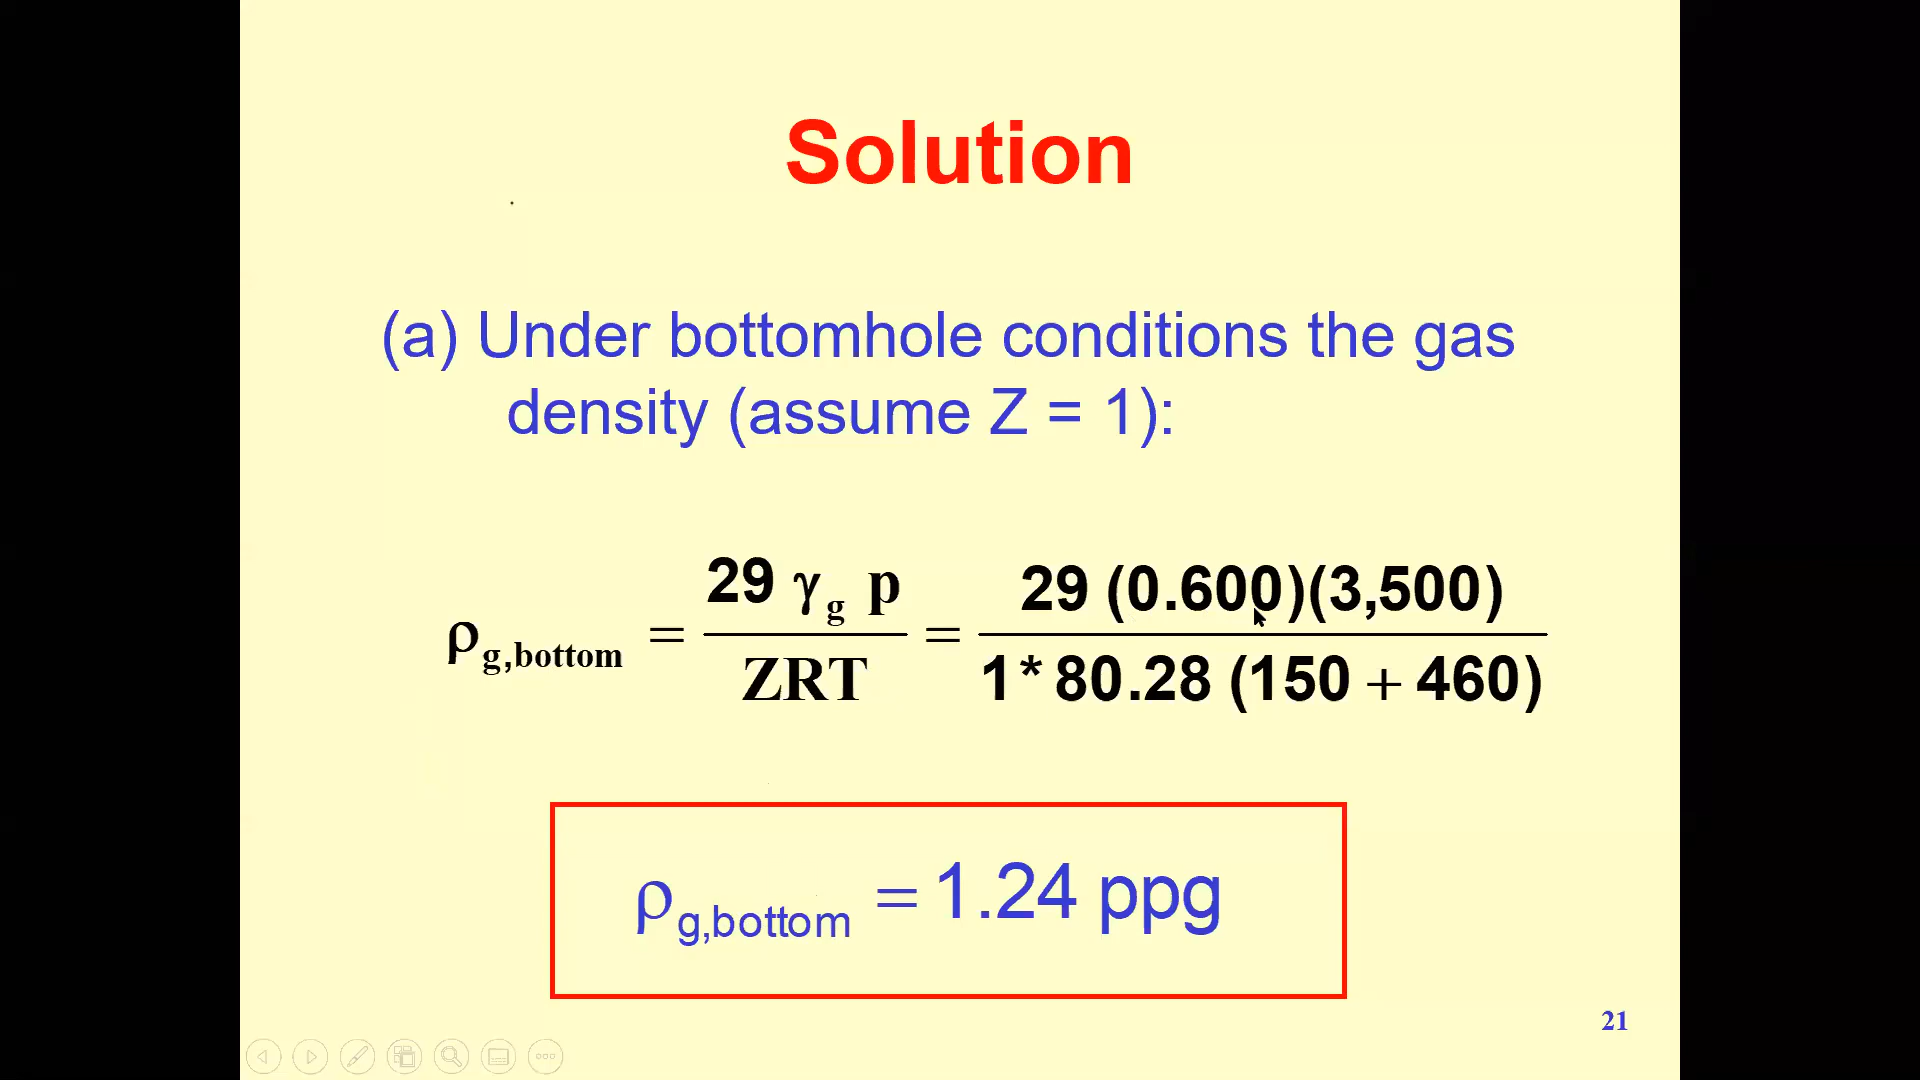 Solution
(a) Under bottomhole conditions the gas
density (assume Z = 1):
ρg,bottom = 29 γg p / ZRT = 29 (0.600)(3,500) / 1 * 80.28 (150 + 460)
ρg,bottom = 1.24 ppg
21